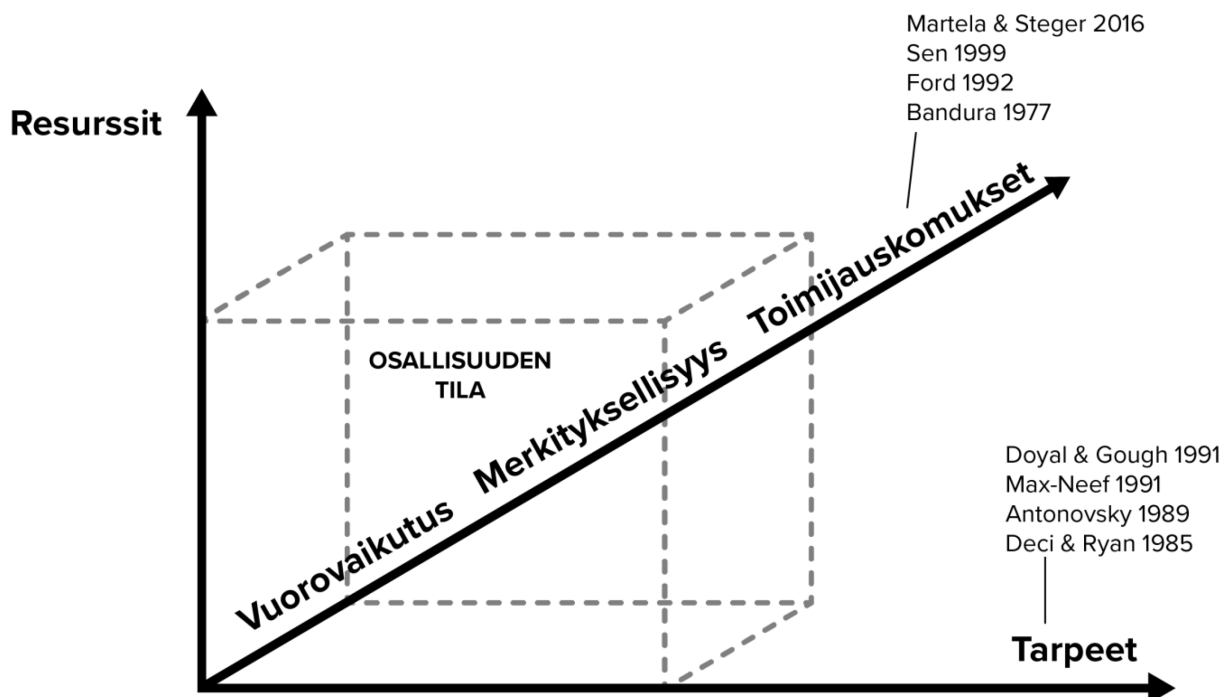 Martela & Steger 2016
Sen 1999
Ford 1992
Bandura 1977
Resurssit
Toimijauskomukset
OSALLISUUDEN
TILA
Merkityksellisyys
Vuorovaikutus
Doyal & Gough 1991
Max-Neef 1991
Antonovsky 1989
Deci & Ryan 1985
Tarpeet